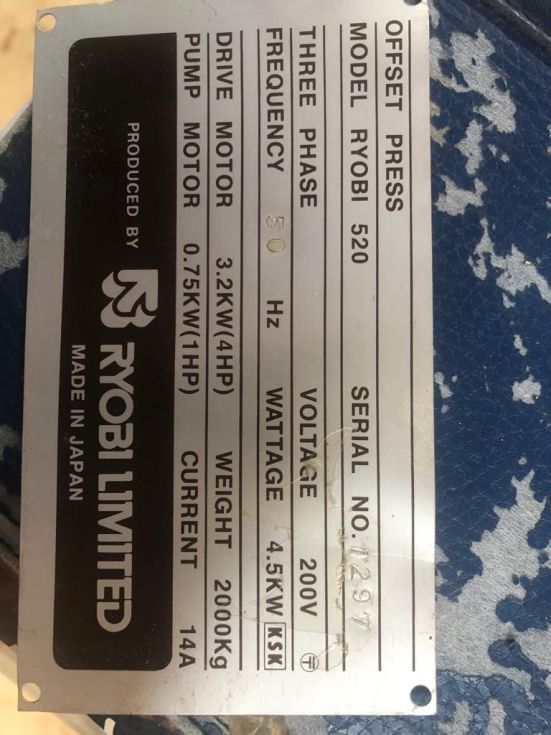 OFFSET PRESS
MODEL RYOBI 520 SERIAL NO. 1297
THREE PHASE VOLTAGE 200V
FREQUENCY 50 Hz WATTAGE 4.5KW KSK
DRIVE MOTOR 3.2KW(4HP) WEIGHT 2000Kg
PUMP MOTOR 0.75KW(1HP) CURRENT 14A
PRODUCED BY RYOBI LIMITED
MADE IN JAPAN